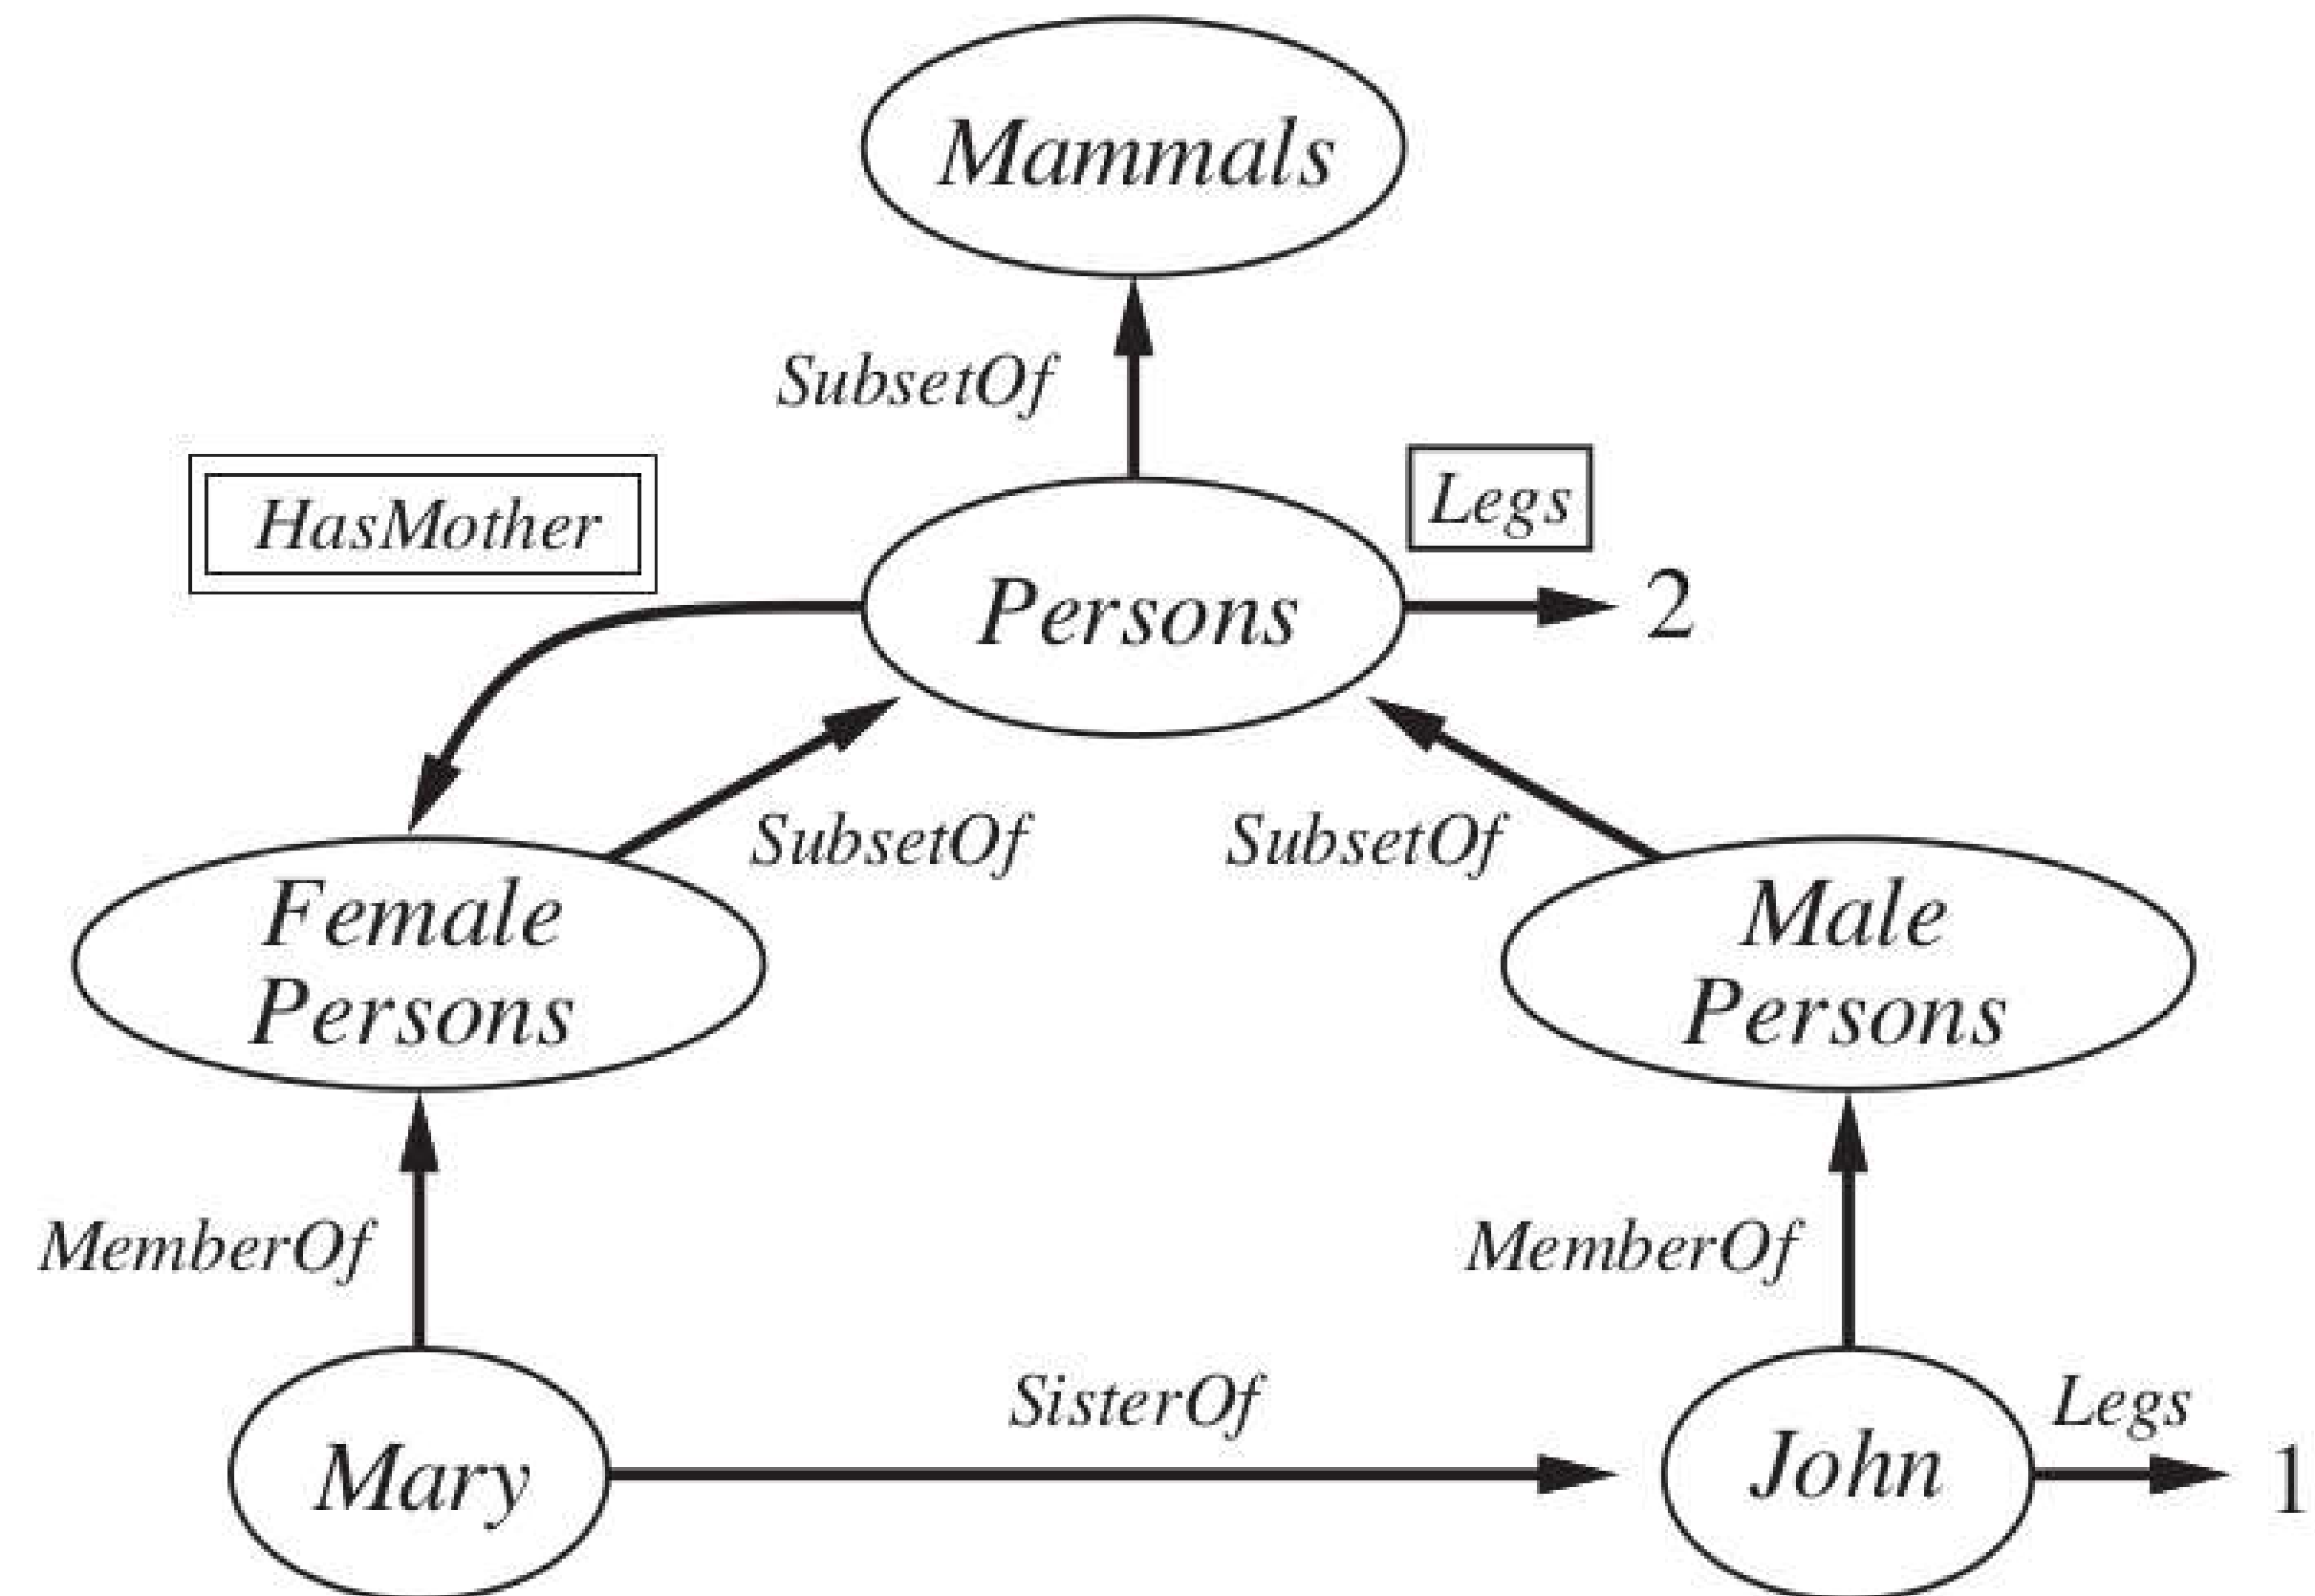 Mammals
SubsetOf
HasMother
Legs
Persons
2
SubsetOf
SubsetOf
Female
Persons
Male
Persons
MemberOf
MemberOf
SisterOf
Legs
Mary
John
1